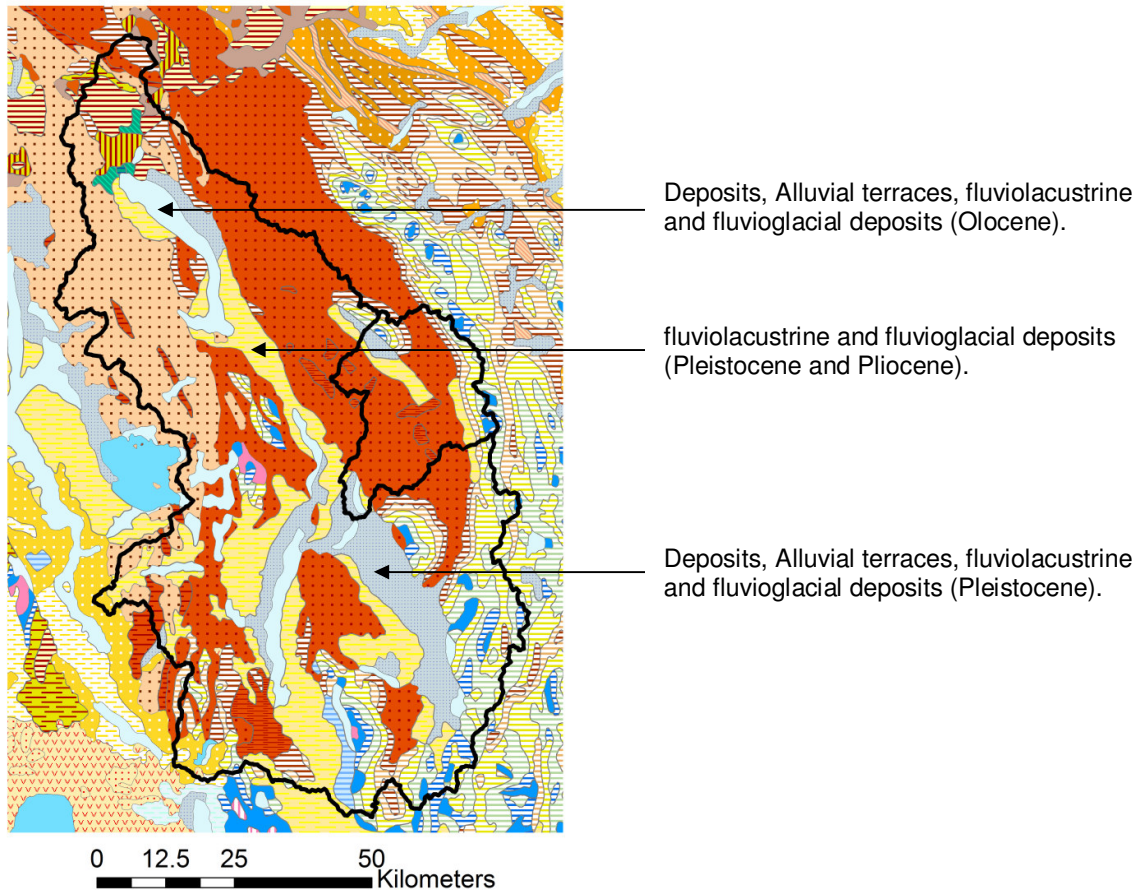 Deposits, Alluvial terraces, fluviolacustrine
and fluvioglacial deposits (Olocene).
fluviolacustrine and fluvioglacial deposits
(Pleistocene and Pliocene).
Deposits, Alluvial terraces, fluviolacustrine
and fluvioglacial deposits (Pleistocene).
0 12.5 25 50
Kilometers